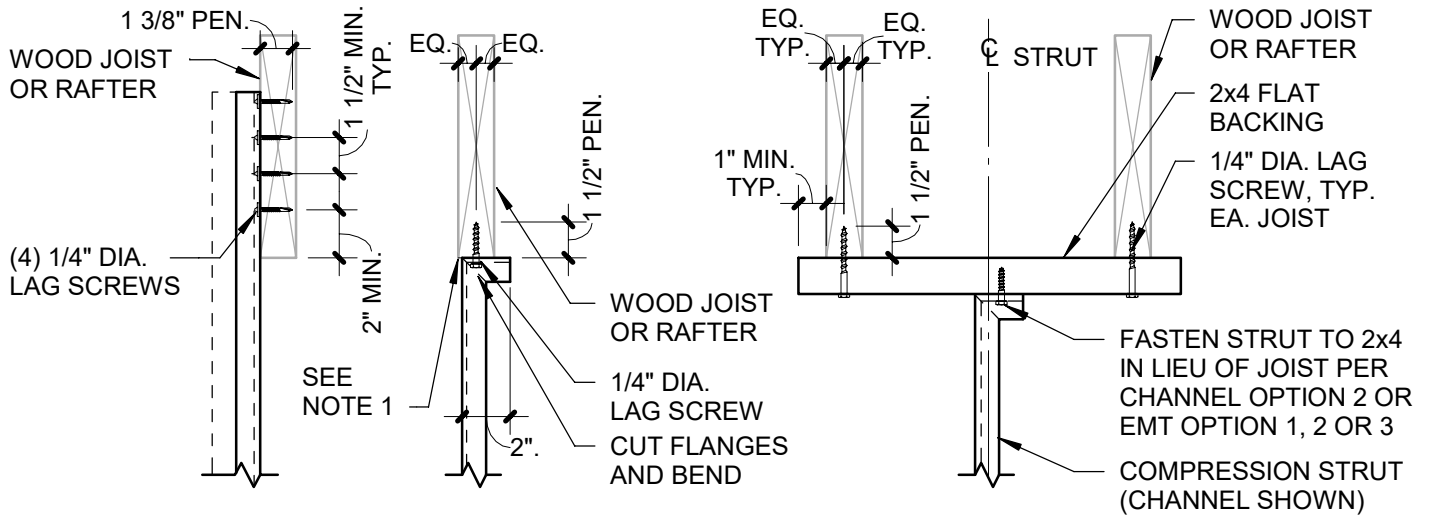 1 3/8" PEN.
WOOD JOIST
OR RAFTER
1 1/2" MIN.
TYP.
2" MIN.
(4) 1/4" DIA.
LAG SCREWS
EQ.
EQ.
1 1/2" PEN.
WOOD JOIST
OR RAFTER
SEE
NOTE 1
1/4" DIA.
LAG SCREW
2".
CUT FLANGES
AND BEND
EQ.
TYP.
EQ.
TYP.
1" MIN.
TYP.
1 1/2" PEN.
℄ STRUT
WOOD JOIST
OR RAFTER
2x4 FLAT
BACKING
1/4" DIA. LAG
SCREW, TYP.
EA. JOIST
FASTEN STRUT TO 2x4
IN LIEU OF JOIST PER
CHANNEL OPTION 2 OR
EMT OPTION 1, 2 OR 3
COMPRESSION STRUT
(CHANNEL SHOWN)